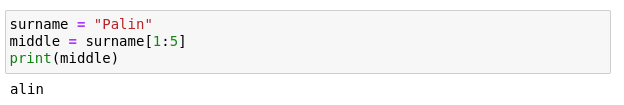 surname = "Palin"
middle = surname[1:5]
print(middle)
alin